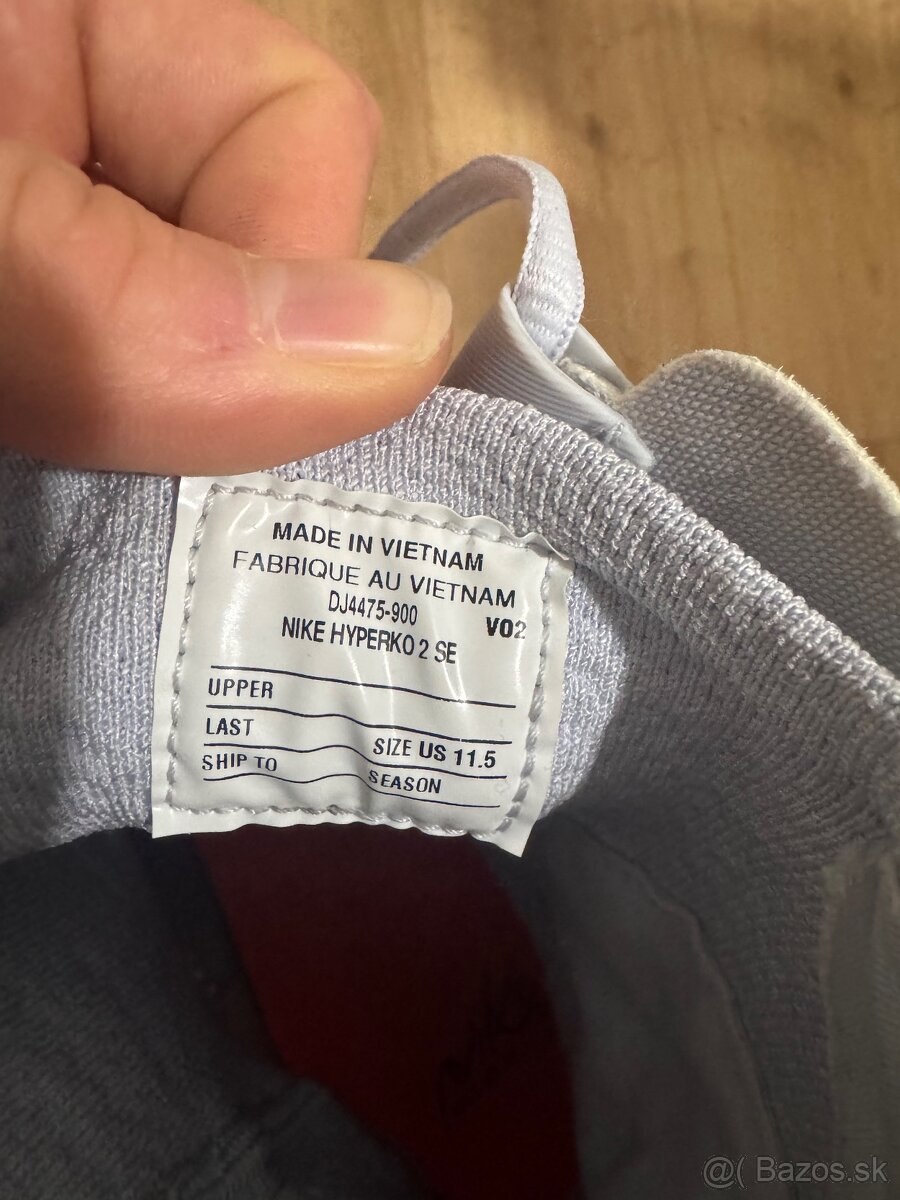 MADE IN VIETNAM
FABRIQUE AU VIETNAM
DJ4475-900
NIKE HYPERKO 2 SE V02
UPPER
LAST SIZE US 11.5
SHIP TO SEASON
@( Bazos.sk